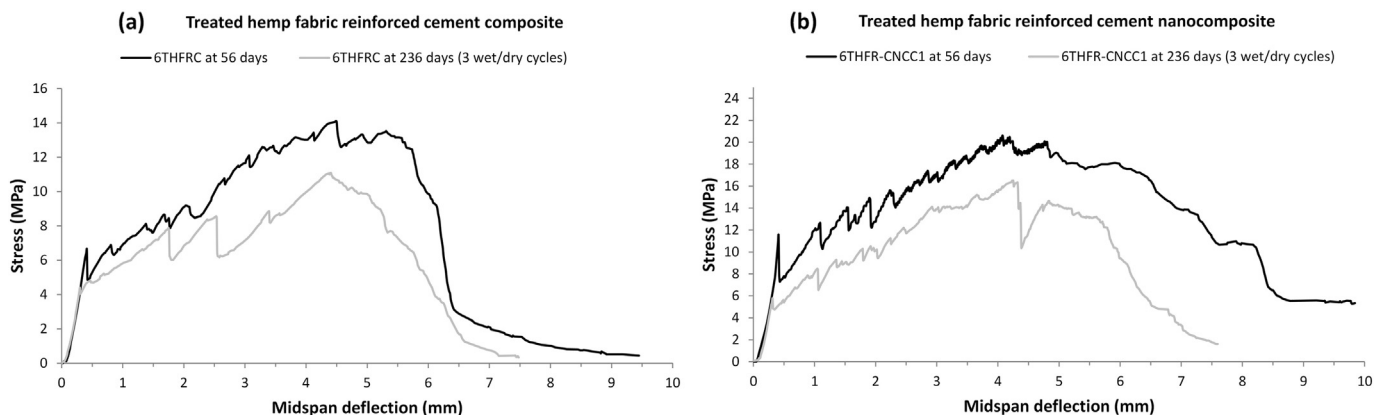 (a) Treated hemp fabric reinforced cement composite
6THFRC at 56 days 6THFRC at 236 days (3 wet/dry cycles)
16
14
12
10
8
6
4
2
0
Stress (MPa)
0 1 2 3 4 5 6 7 8 9 10
Midspan deflection (mm)
(b) Treated hemp fabric reinforced cement nanocomposite
6THFR-CNCC1 at 56 days 6THFR-CNCC1 at 236 days (3 wet/dry cycles)
24
22
20
18
16
14
12
10
8
6
4
2
0
Stress (MPa)
0 1 2 3 4 5 6 7 8 9 10
Midspan deflection (mm)